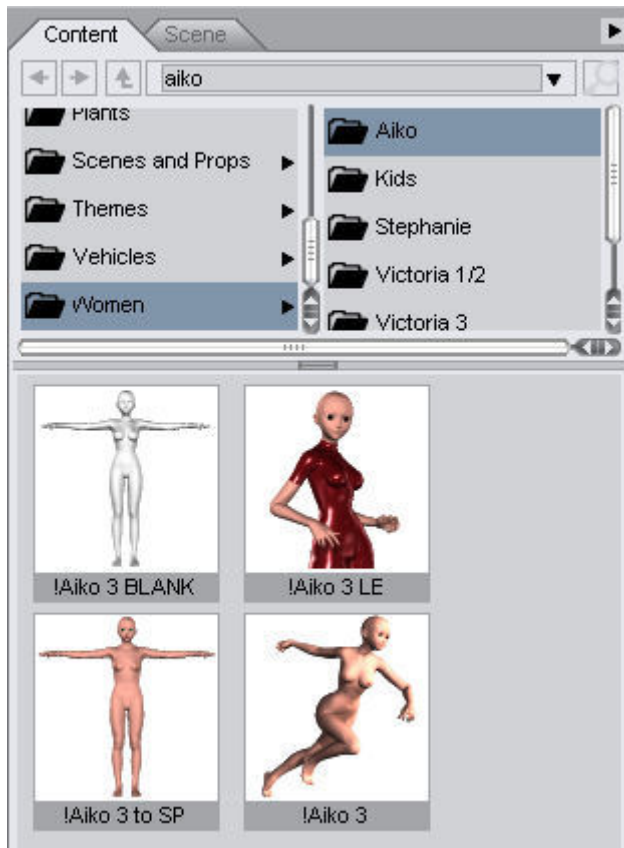 Content
Scene
aiko
Plants
Scenes and Props
Themes
Vehicles
Women
Aiko
Kids
Stephanie
Victoria 1/2
Victoria 3
!Aiko 3 BLANK
!Aiko 3 LE
!Aiko 3 to SP
!Aiko 3